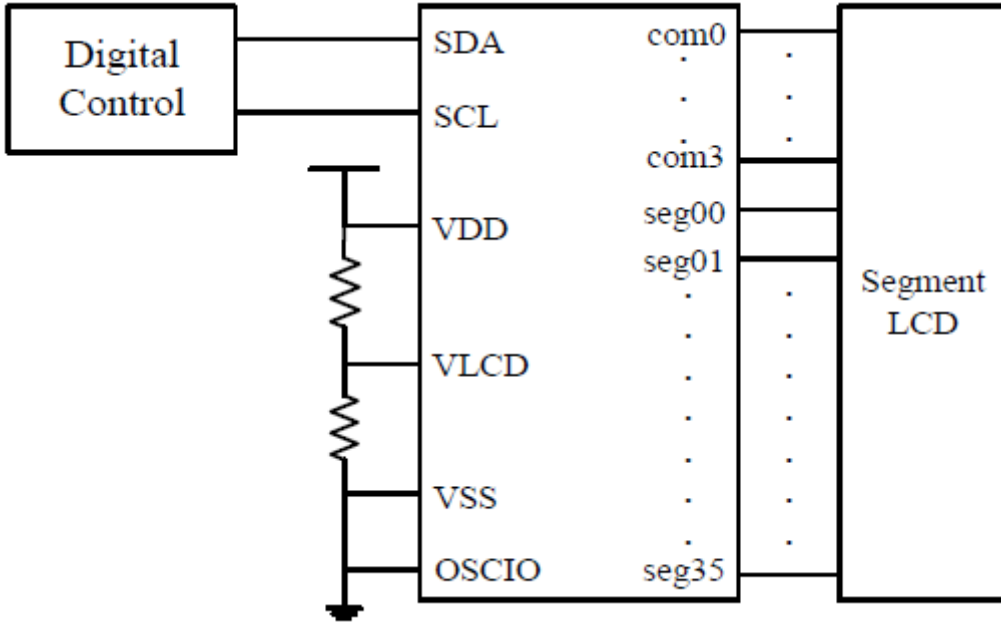 Digital
Control
SDA
SCL
VDD
VLCD
VSS
OSCIO
com0
com3
seg00
seg01
seg35
Segment
LCD